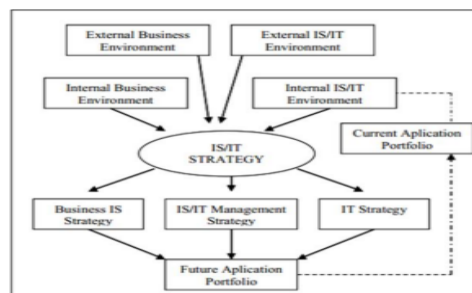 External Business
Environment
External IS/IT
Environment
Internal Business
Environment
Internal IS/IT
Environment
IS/IT
STRATEGY
Current Aplication
Portfolio
Business IS
Strategy
IS/IT Management
Strategy
IT Strategy
Future Aplication
Portfolio